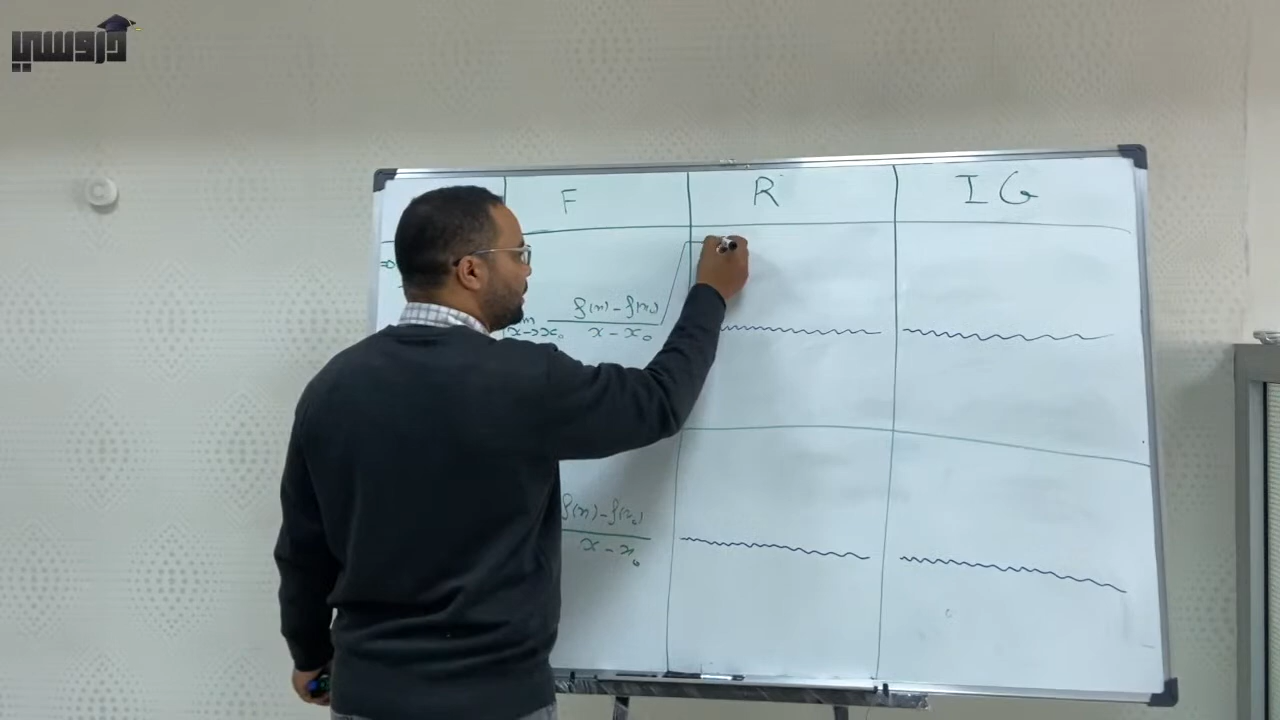 دروسي
F R IG
lim x→x₀ f(x) - f(x₀) / x - x₀
f(x) - f(x₀) / x - x₀